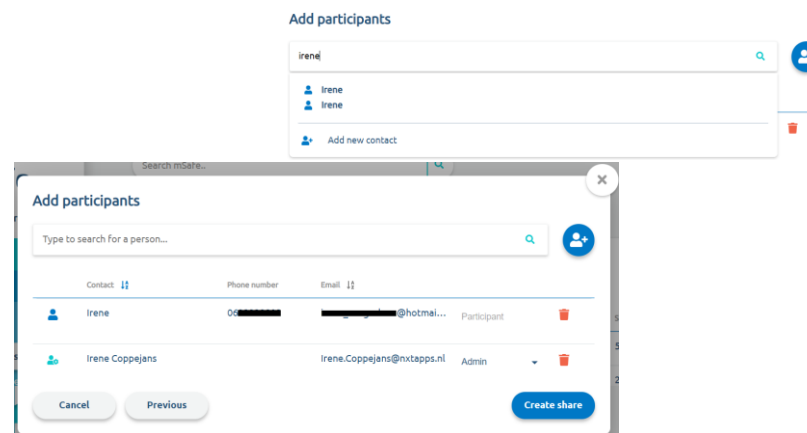 Add participants
irene
Irene
Irene
Add new contact
Search mSafe..
Add participants
Type to search for a person...
Contact Phone number Email
Irene 06 @hotmai... Participant
Irene Coppejans Irene.Coppejans@nxtapps.nl Admin
Cancel Previous Create share